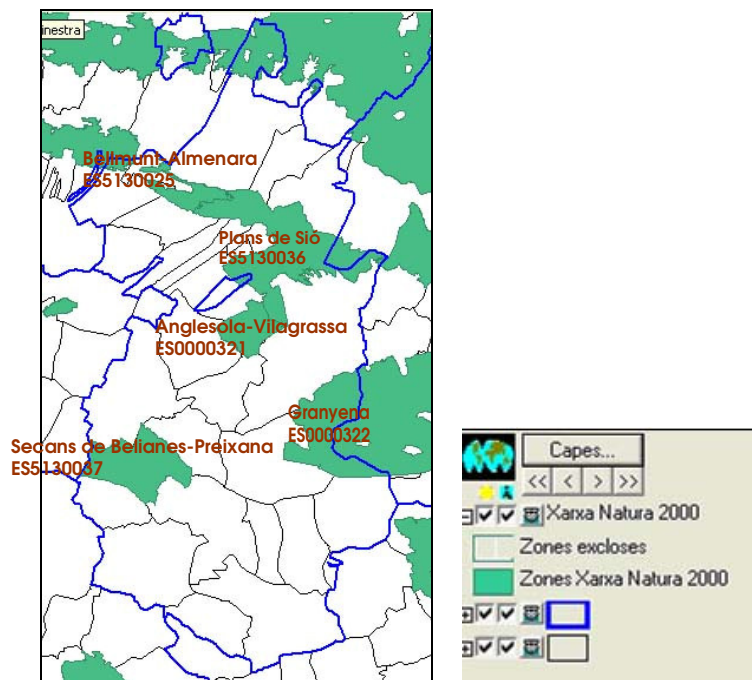 inestra
Bellmunt-Almenara
ES5130025
Plans de Sió
ES5130036
Anglesola-Vilagrassa
ES0000321
Granyena
ES0000322
Secans de Belianes-Preixana
ES5130037
Capes...
<< < > >>
Xarxa Natura 2000
Zones excloses
Zones Xarxa Natura 2000